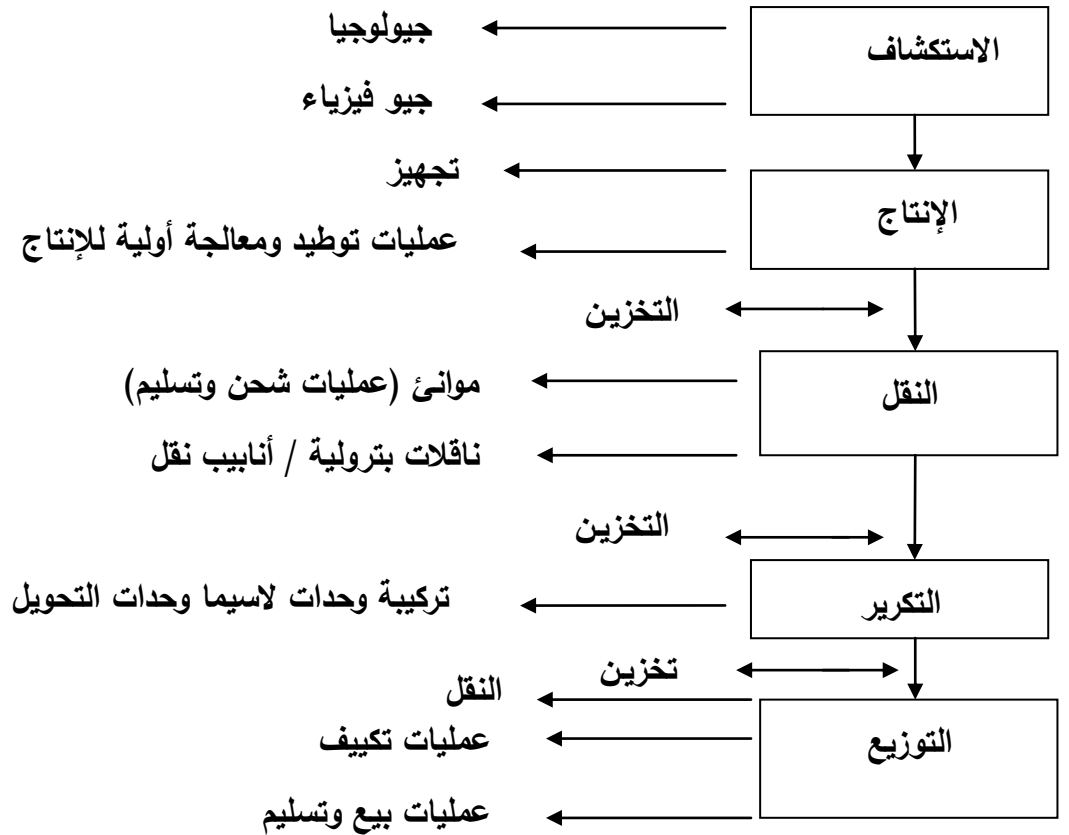 الاستكشاف
جيولوجيا
جيو فيزياء
الإنتاج
تجهيز
عمليات توطيد ومعالجة أولية للإنتاج
التخزين
النقل
موانئ (عمليات شحن وتسليم)
ناقلات بترولية / أنابيب نقل
التخزين
التكرير
تركيبة وحدات لاسيما وحدات التحويل
تخزين
التوزيع
النقل
عمليات تكييف
عمليات بيع وتسليم